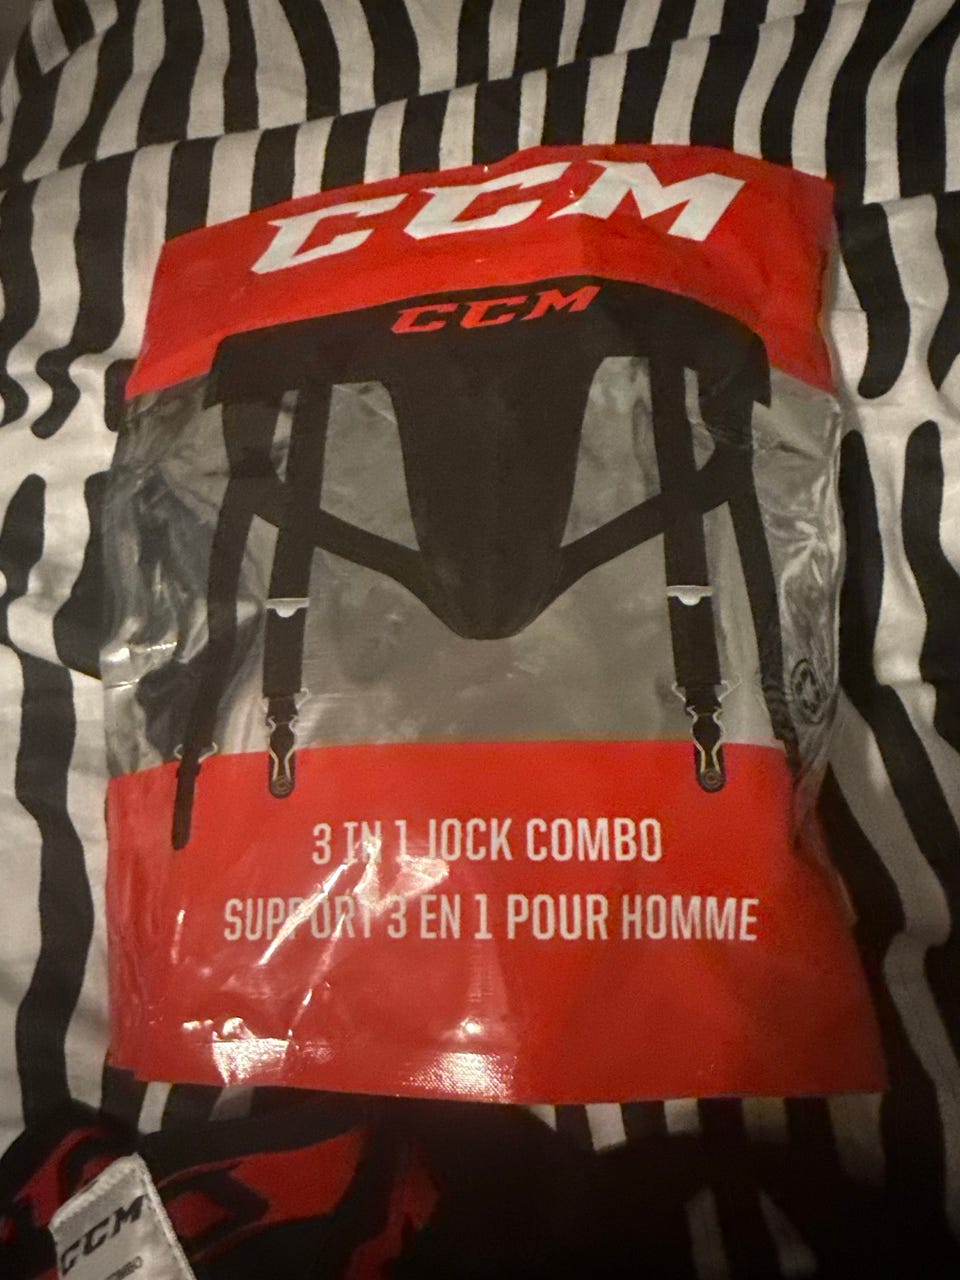 CCM
CCM
3 IN 1 JOCK COMBO
SUPPORT 3 EN 1 POUR HOMME
CCM